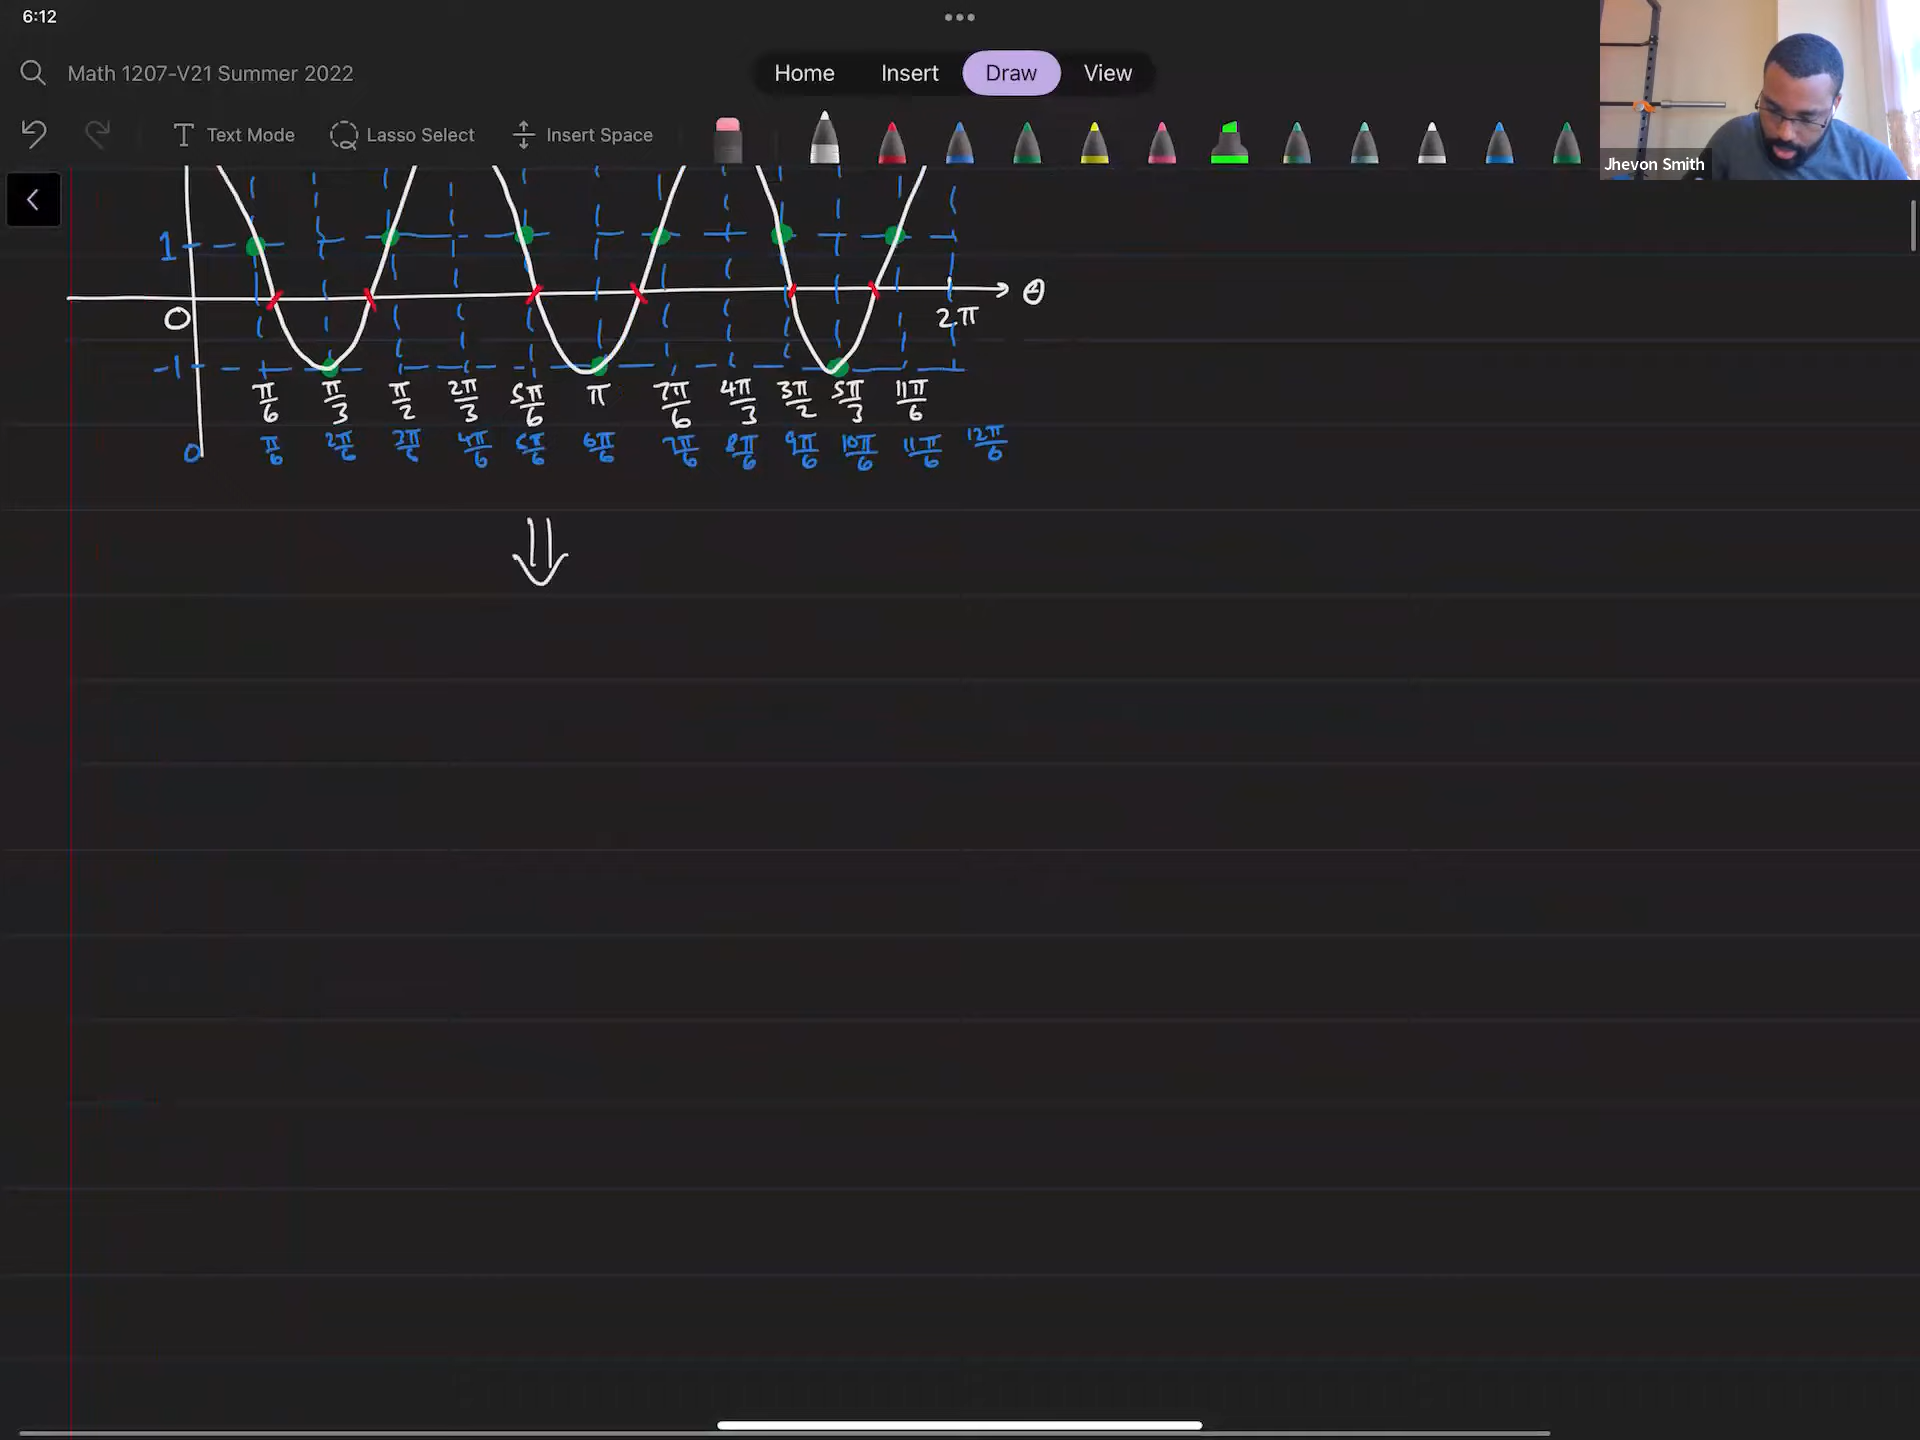 6:12
Math 1207-V21 Summer 2022
Home Insert Draw View
Text Mode Lasso Select Insert Space
Jhevon Smith
1
θ
0
2π
-1
π/6 π/3 π/2 2π/3 5π/6 π 7π/6 4π/3 3π/2 5π/3 11π/6
0 π/6 2π/6 3π/6 4π/6 5π/6 6π/6 7π/6 8π/6 9π/6 10π/6 11π/6 12π/6
⇓